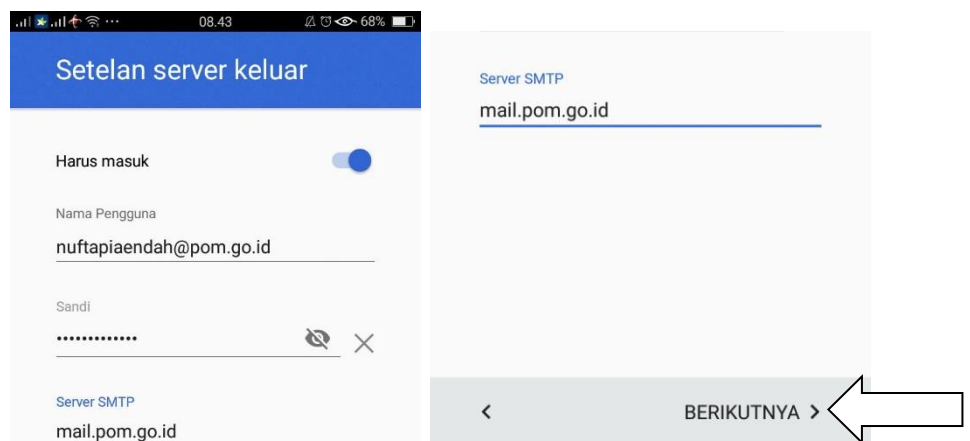 08.43
68%
Setelan server keluar
Harus masuk
Nama Pengguna
nuftapiaendah@pom.go.id
Sandi
•••••••••••••
Server SMTP
mail.pom.go.id
Server SMTP
mail.pom.go.id
BERIKUTNYA